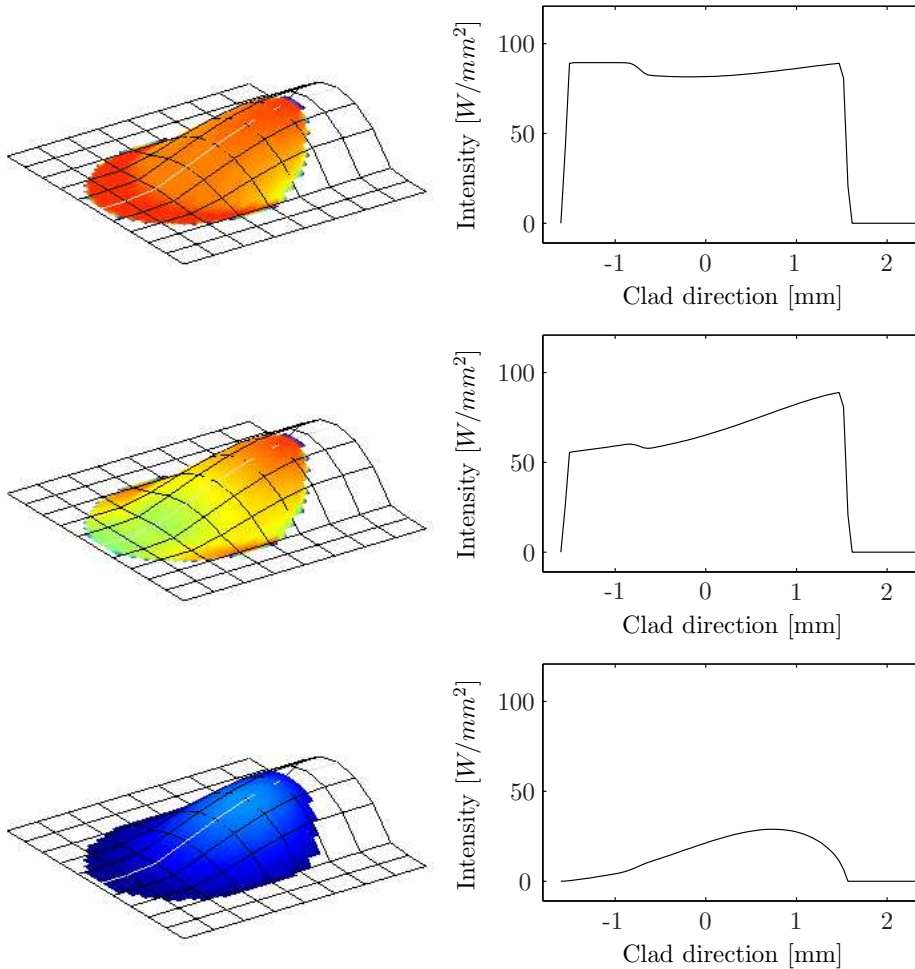 100
50
0
Intensity [W/mm²]
-1 0 1 2
Clad direction [mm]
100
50
0
Intensity [W/mm²]
-1 0 1 2
Clad direction [mm]
100
50
0
Intensity [W/mm²]
-1 0 1 2
Clad direction [mm]